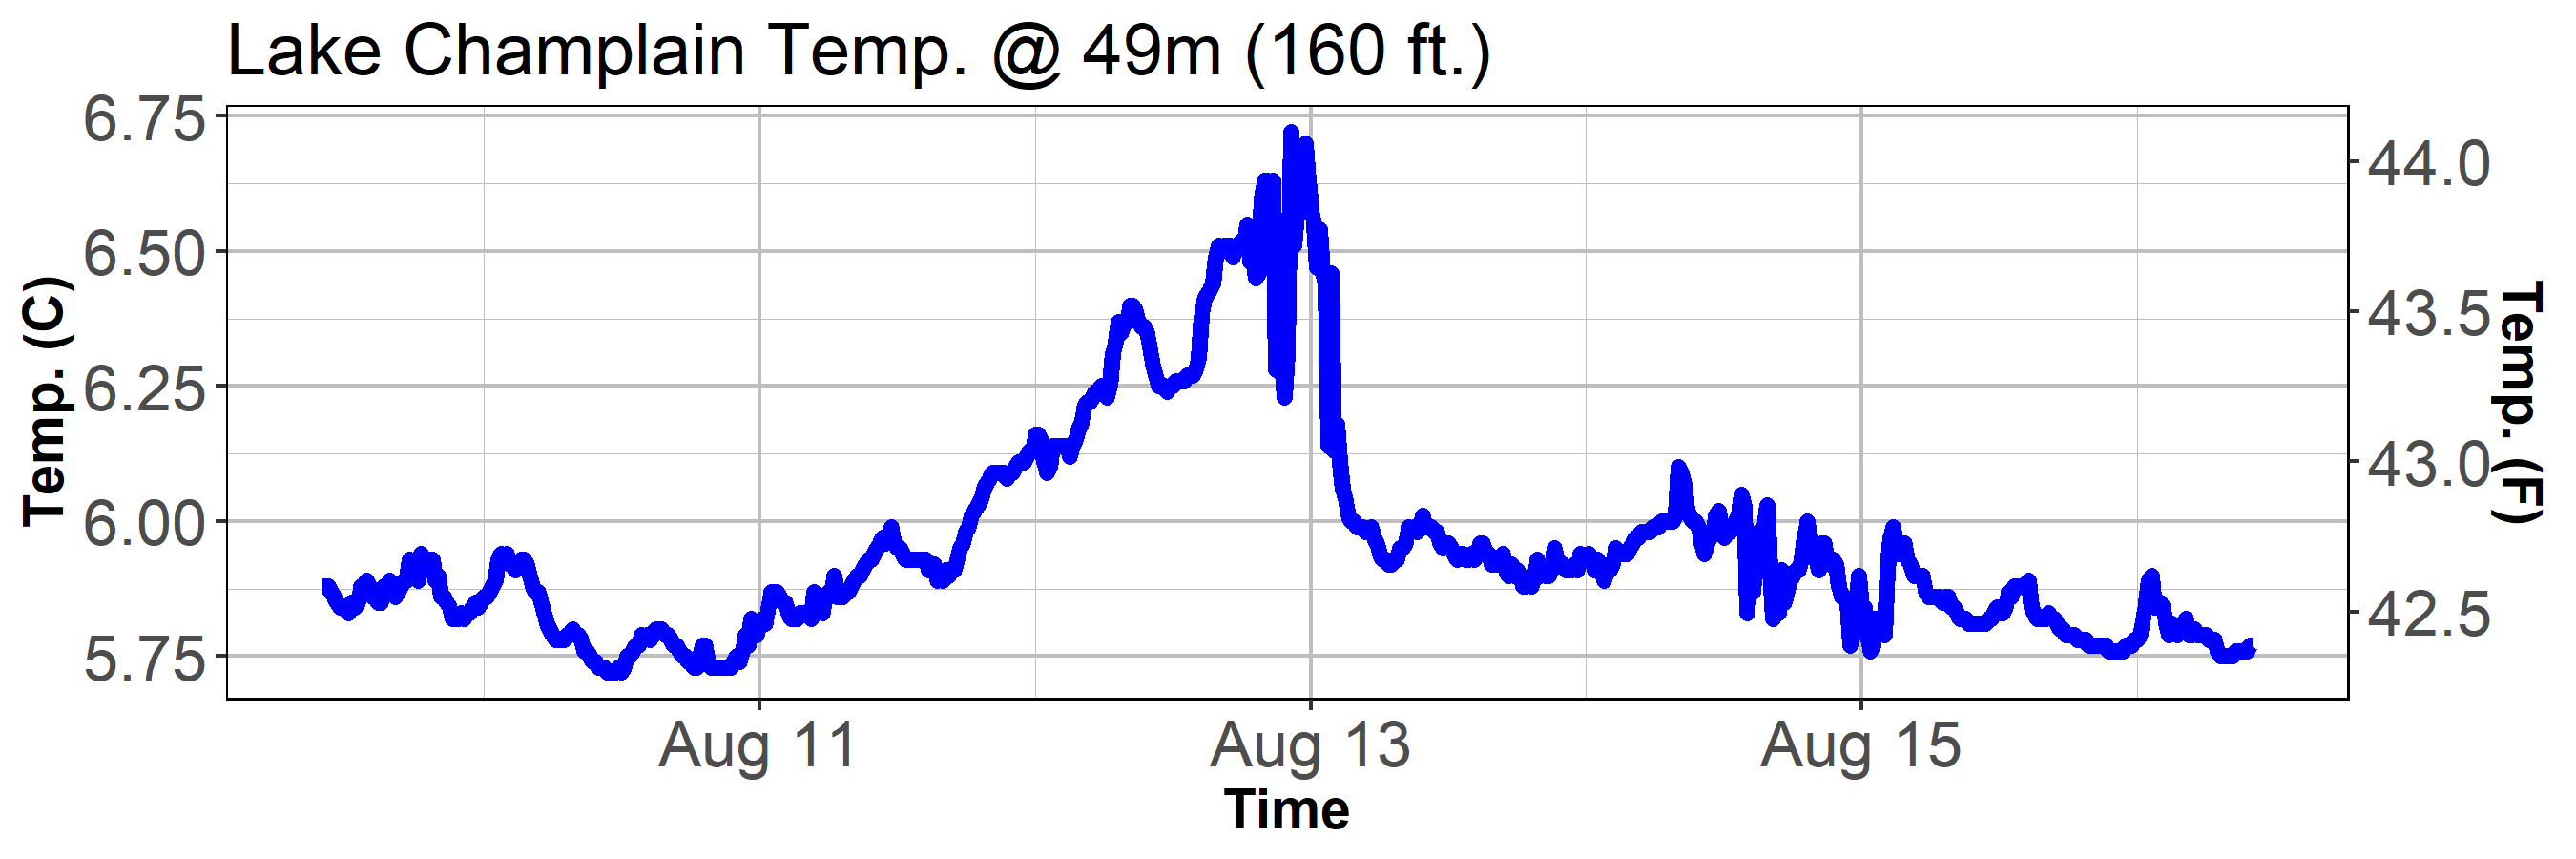 Lake Champlain Temp. @ 49m (160 ft.)
6.75
6.50
6.25
6.00
5.75
Temp. (C)
44.0
43.5
43.0
42.5
Temp. (F)
Aug 11
Aug 13
Aug 15
Time